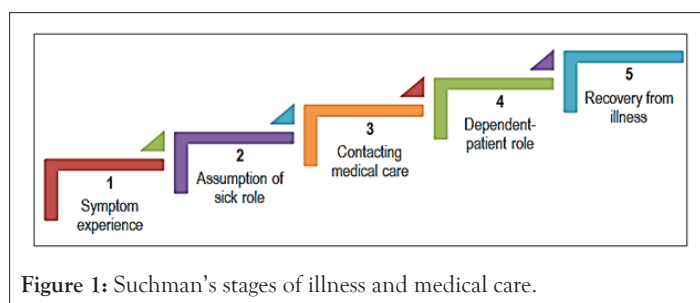 1
Symptom
experience
2
Assumption of
sick role
3
Contacting
medical care
4
Dependent-
patient role
5
Recovery from
illness
Figure 1: Suchman's stages of illness and medical care.